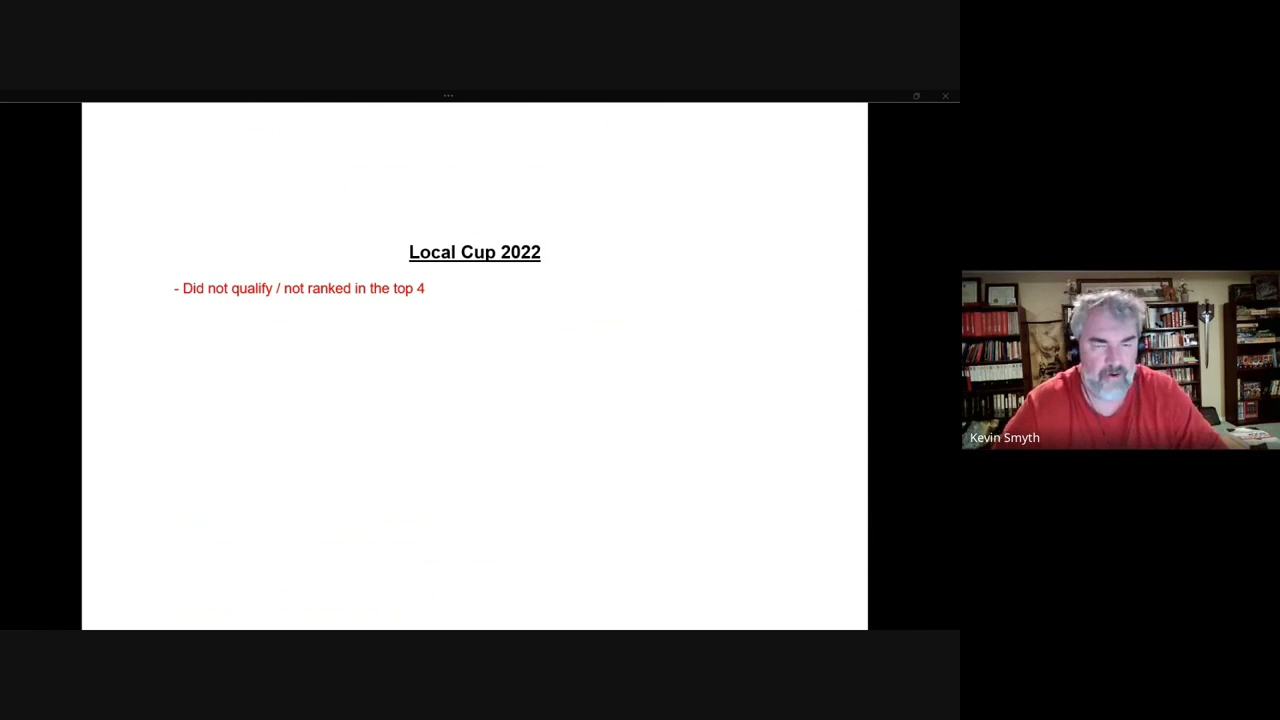 Local Cup 2022
- Did not qualify / not ranked in the top 4
Kevin Smyth